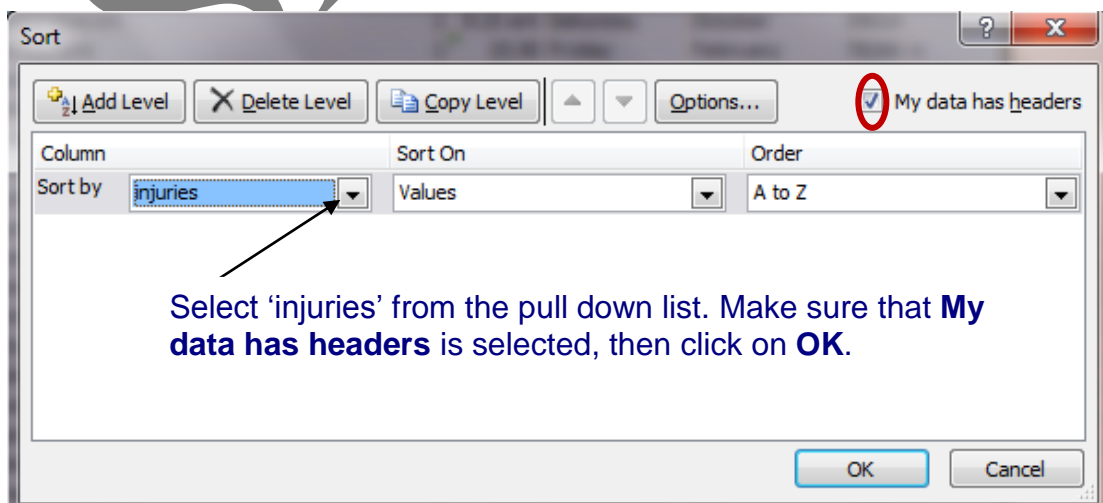 Sort
Add Level Delete Level Copy Level Options... My data has headers
Column Sort On Order
Sort by injuries Values A to Z
Select ‘injuries’ from the pull down list. Make sure that My
data has headers is selected, then click on OK.
OK Cancel